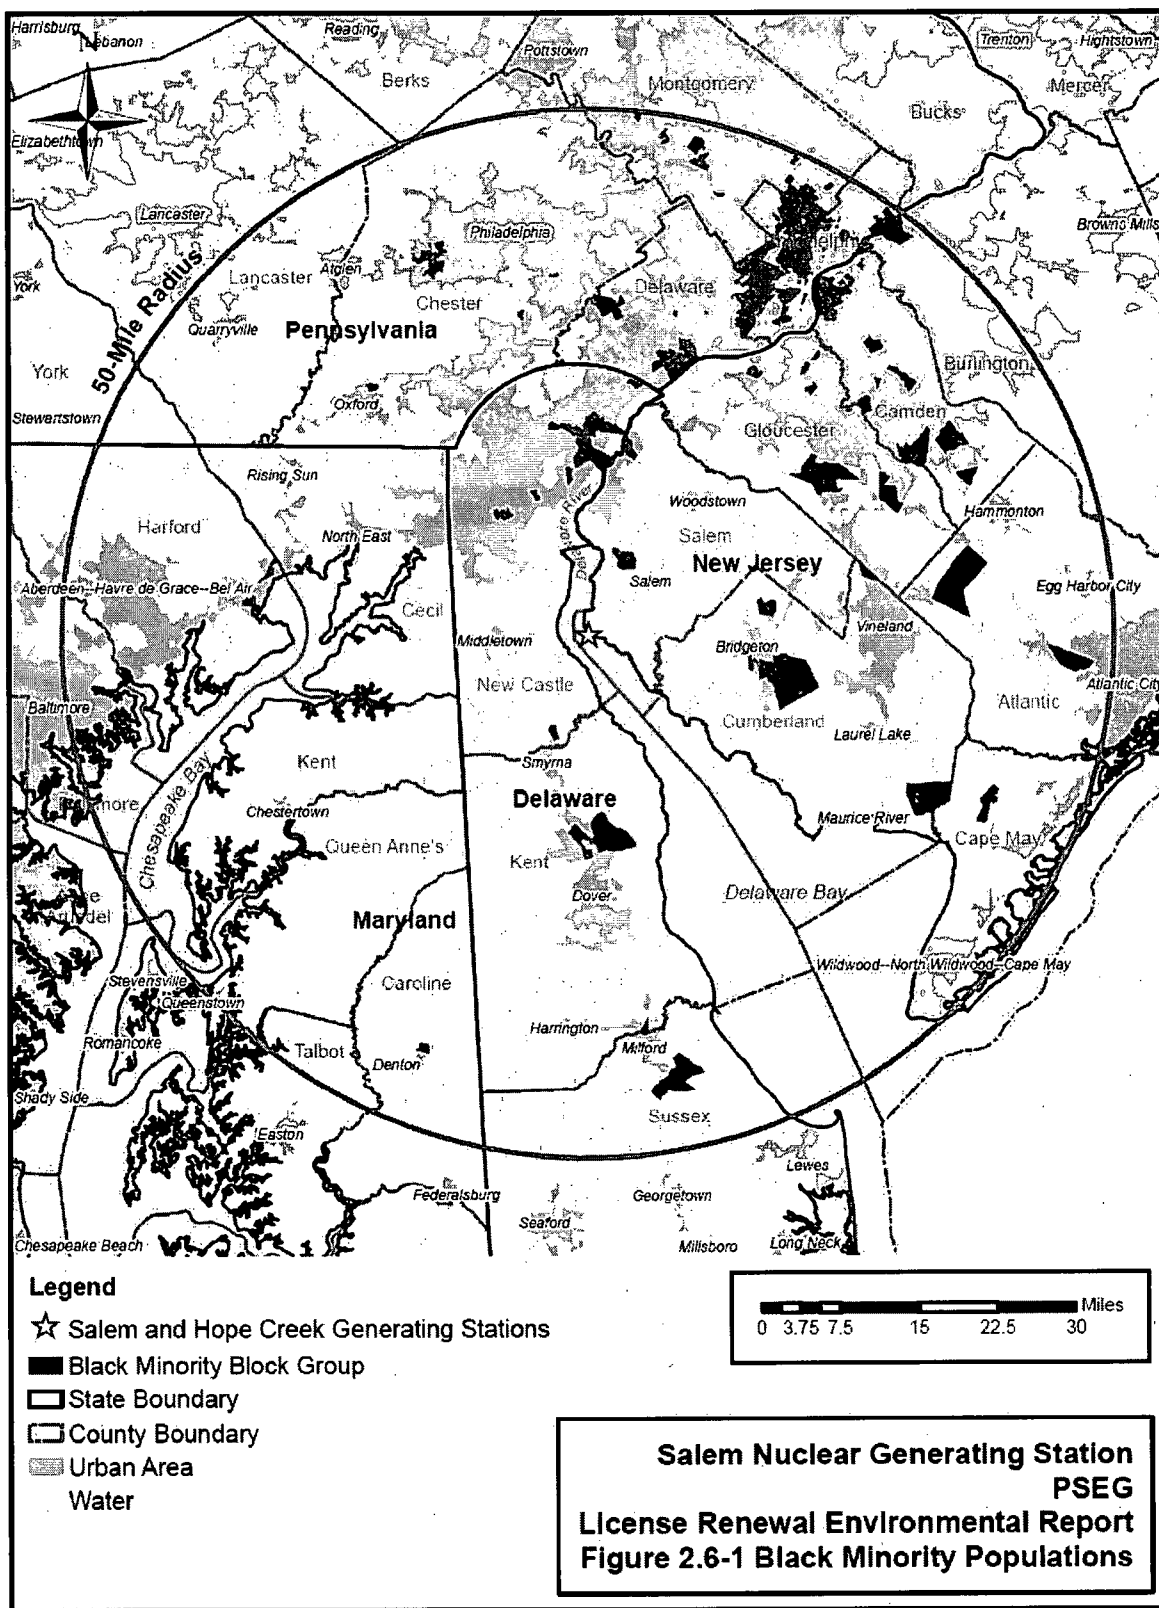 Harrisburg
Lebanon
Reading
Pottstown
Trenton
Hightstown
N
Berks
Montgomery
Mercer
Bucks
Elizabethtown
Lancaster
Philadelphia
Browns Mills
York
Lancaster
Atglen
Delaware
Chester
Quarryville
Pennsylvania
50-Mile Radius
York
Burlington
Stewartstown
Oxford
Camden
Gloucester
Rising Sun
Woodstown
Hammonton
Harford
North East
Delaware River
Salem
New Jersey
Salem
Aberdeen--Havre de Grace--Bel Air
Cecil
Egg Harbor City
Middletown
Bridgeton
Vineland
New Castle
Atlantic City
Baltimore
Cumberland
Atlantic
Laurel Lake
Kent
Smyrna
Chesapeake Bay
Delaware
Chestertown
Maurice River
Queen Anne's
Kent
Cape May
Dover
Delaware Bay
Maryland
Wildwood--North Wildwood--Cape May
Stevensville
Caroline
Queenstown
Harrington
Romancoke
Talbot
Milford
Denton
Shady Side
Sussex
Easton
Lewes
Federalsburg
Georgetown
Seaford
Chesapeake Beach
Millsboro
Long Neck
Legend
Salem and Hope Creek Generating Stations
Black Minority Block Group
State Boundary
County Boundary
Urban Area
Water
Miles
0 3.75 7.5 15 22.5 30
Salem Nuclear Generating Station
PSEG
License Renewal Environmental Report
Figure 2.6-1 Black Minority Populations